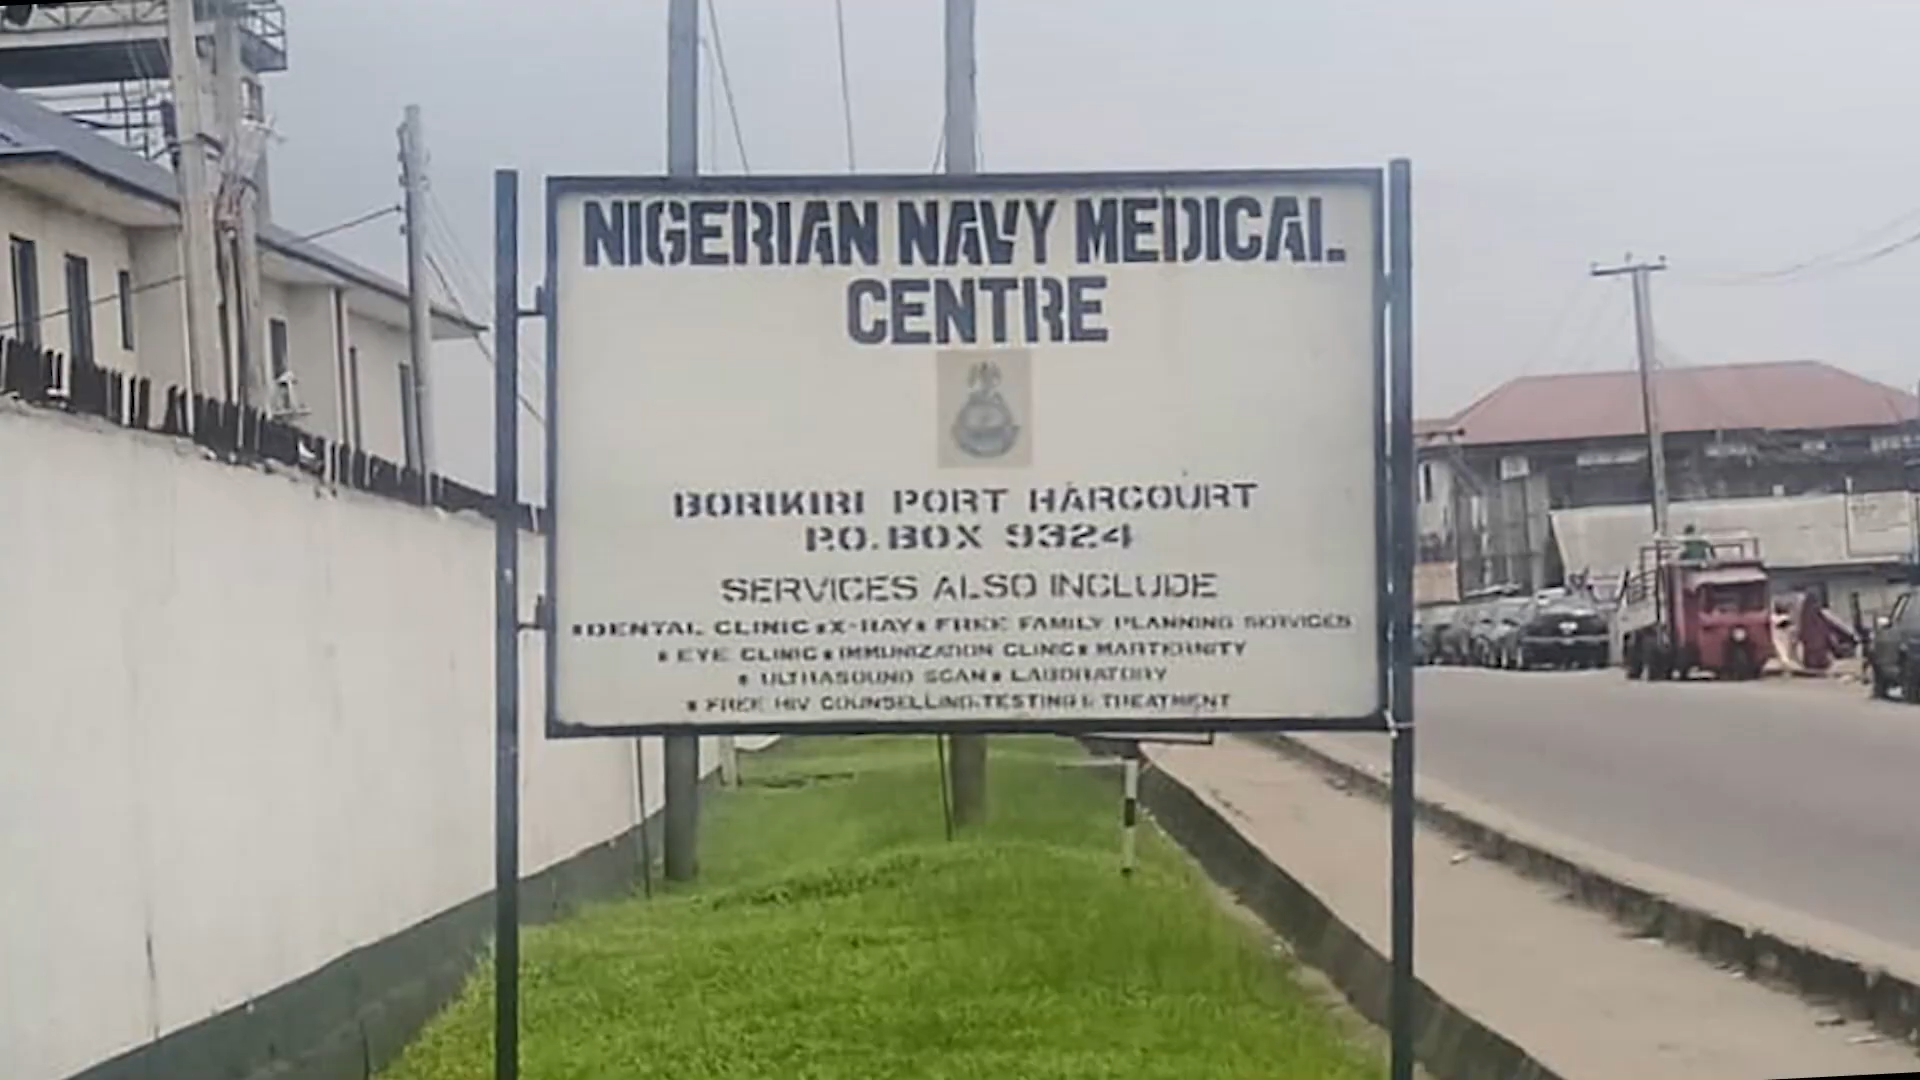 NIGERIAN NAVY MEDICAL
CENTRE
BORIKIRI PORT HARCOURT
P.O. BOX 9324
SERVICES ALSO INCLUDE
▪DENTAL CLINIC▪X-RAY▪FREE FAMILY PLANNING SERVICES
▪EYE CLINIC▪IMMUNIZATION CLINIC▪MARTERNITY
▪ULTRASOUND SCAN▪LABORATORY
▪FREE HIV COUNSELLING,TESTING & TREATMENT